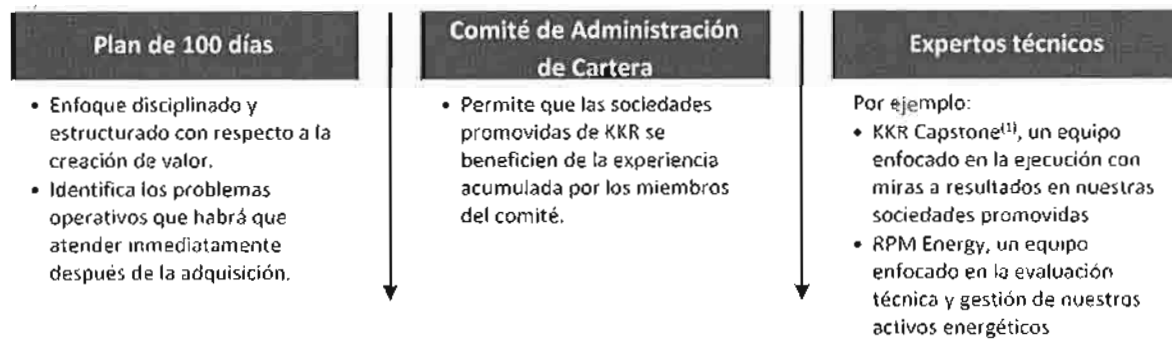 Plan de 100 días
• Enfoque disciplinado y
estructurado con respecto a la
creación de valor.
• Identifica los problemas
operativos que habrá que
atender inmediatamente
después de la adquisición.
Comité de Administración
de Cartera
• Permite que las sociedades
promovidas de KKR se
beneficien de la experiencia
acumulada por los miembros
del comité.
Expertos técnicos
Por ejemplo:
• KKR Capstone(1), un equipo
enfocado en la ejecución con
miras a resultados en nuestras
sociedades promovidas
• RPM Energy, un equipo
enfocado en la evaluación
técnica y gestión de nuestros
activos energéticos